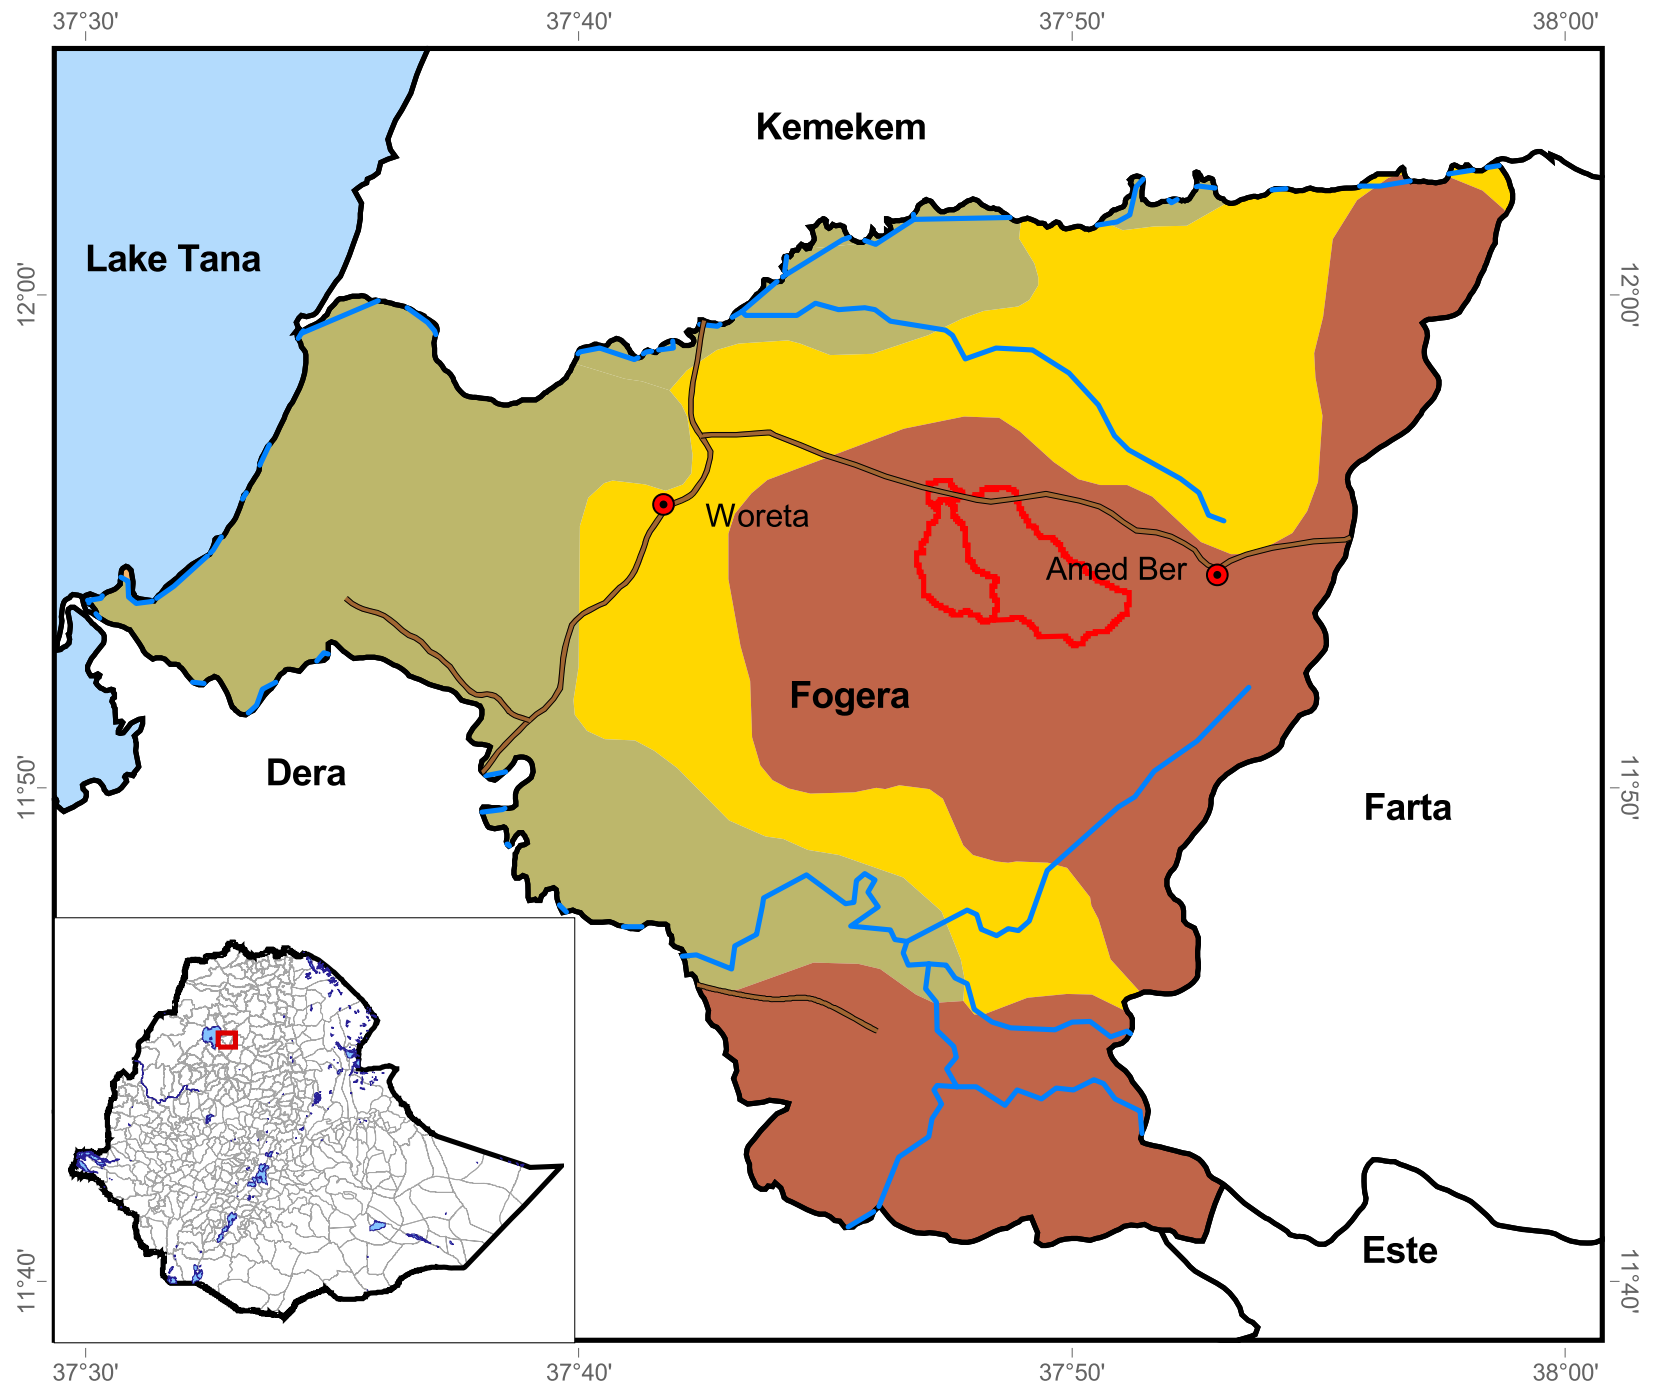 37°30' 37°40' 37°50' 38°00'
Kemekem
Lake Tana
12°00' 12°00'
Woreta
Amed Ber
Fogera
Dera
11°50' 11°50'
Farta
Este
11°40' 11°40'
37°30' 37°40' 37°50' 38°00'